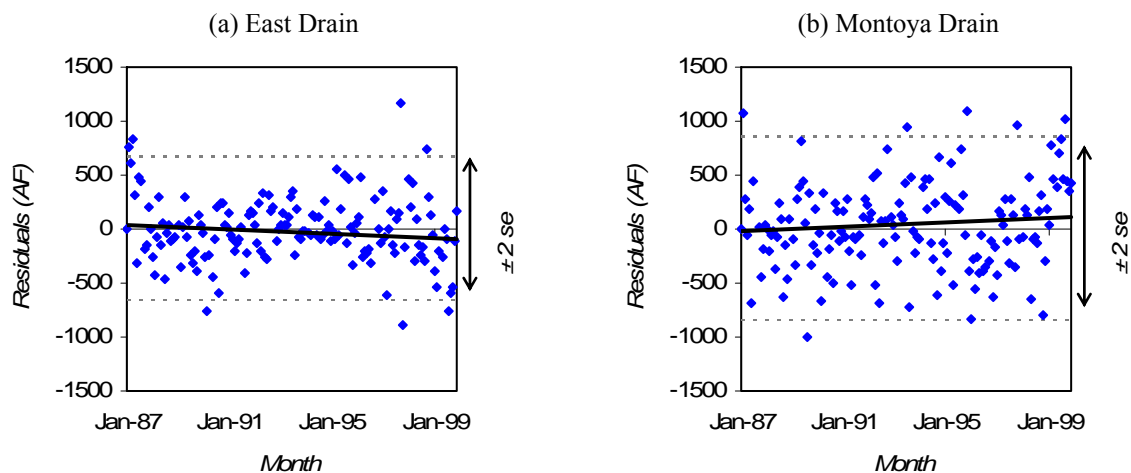 (a) East Drain
1500
1000
500
0
-500
-1000
-1500
Residuals (AF)
Jan-87 Jan-91 Jan-95 Jan-99
Month
± 2 se
(b) Montoya Drain
1500
1000
500
0
-500
-1000
-1500
Residuals (AF)
Jan-87 Jan-91 Jan-95 Jan-99
Month
± 2 se